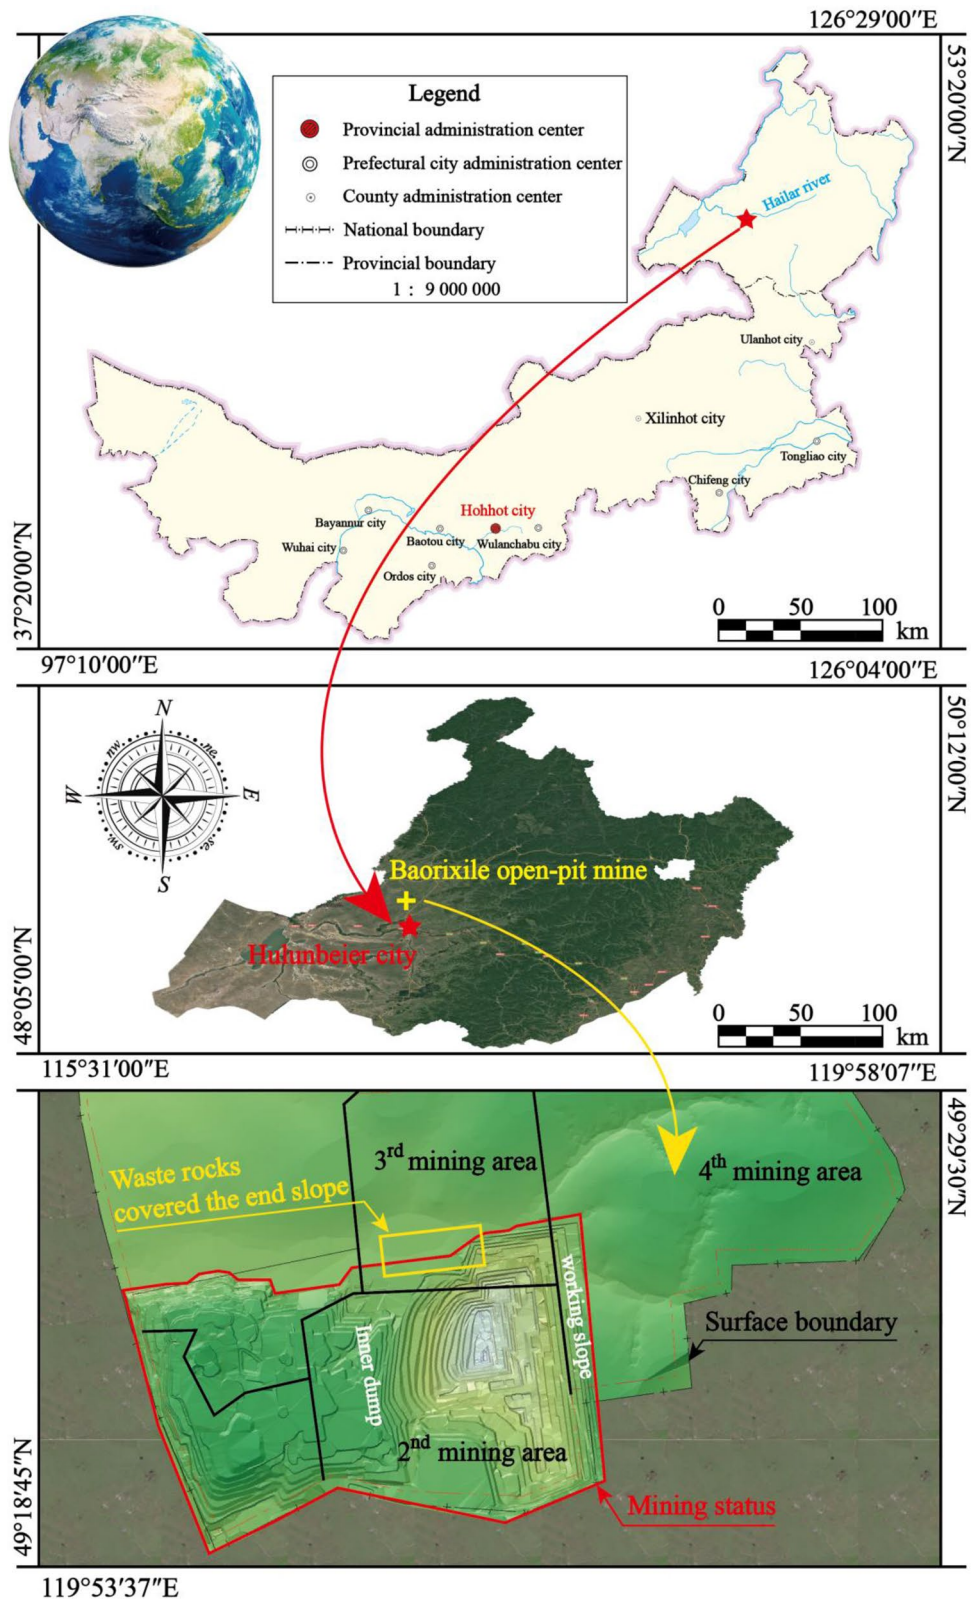 126°29′00″E
53°20′00″N
Legend
Provincial administration center
Prefectural city administration center
County administration center
National boundary
Provincial boundary
1 : 9 000 000
Hailar river
Ulanhot city
Xilinhot city
Tongliao city
Chifeng city
Hohhot city
Bayannur city
Baotou city
Wulanchabu city
Wuhai city
Ordos city
37°20′00″N
0 50 100
km
97°10′00″E
126°04′00″E
50°12′00″N
N
nw
ne
W
E
sw
se
S
Baorixile open-pit mine
Hulunbeier city
48°05′00″N
0 50 100
km
115°31′00″E
119°58′07″E
49°29′30″N
3rd mining area
4th mining area
Waste rocks
covered the end slope
working slope
Inner dump
Surface boundary
2nd mining area
Mining status
49°18′45″N
119°53′37″E